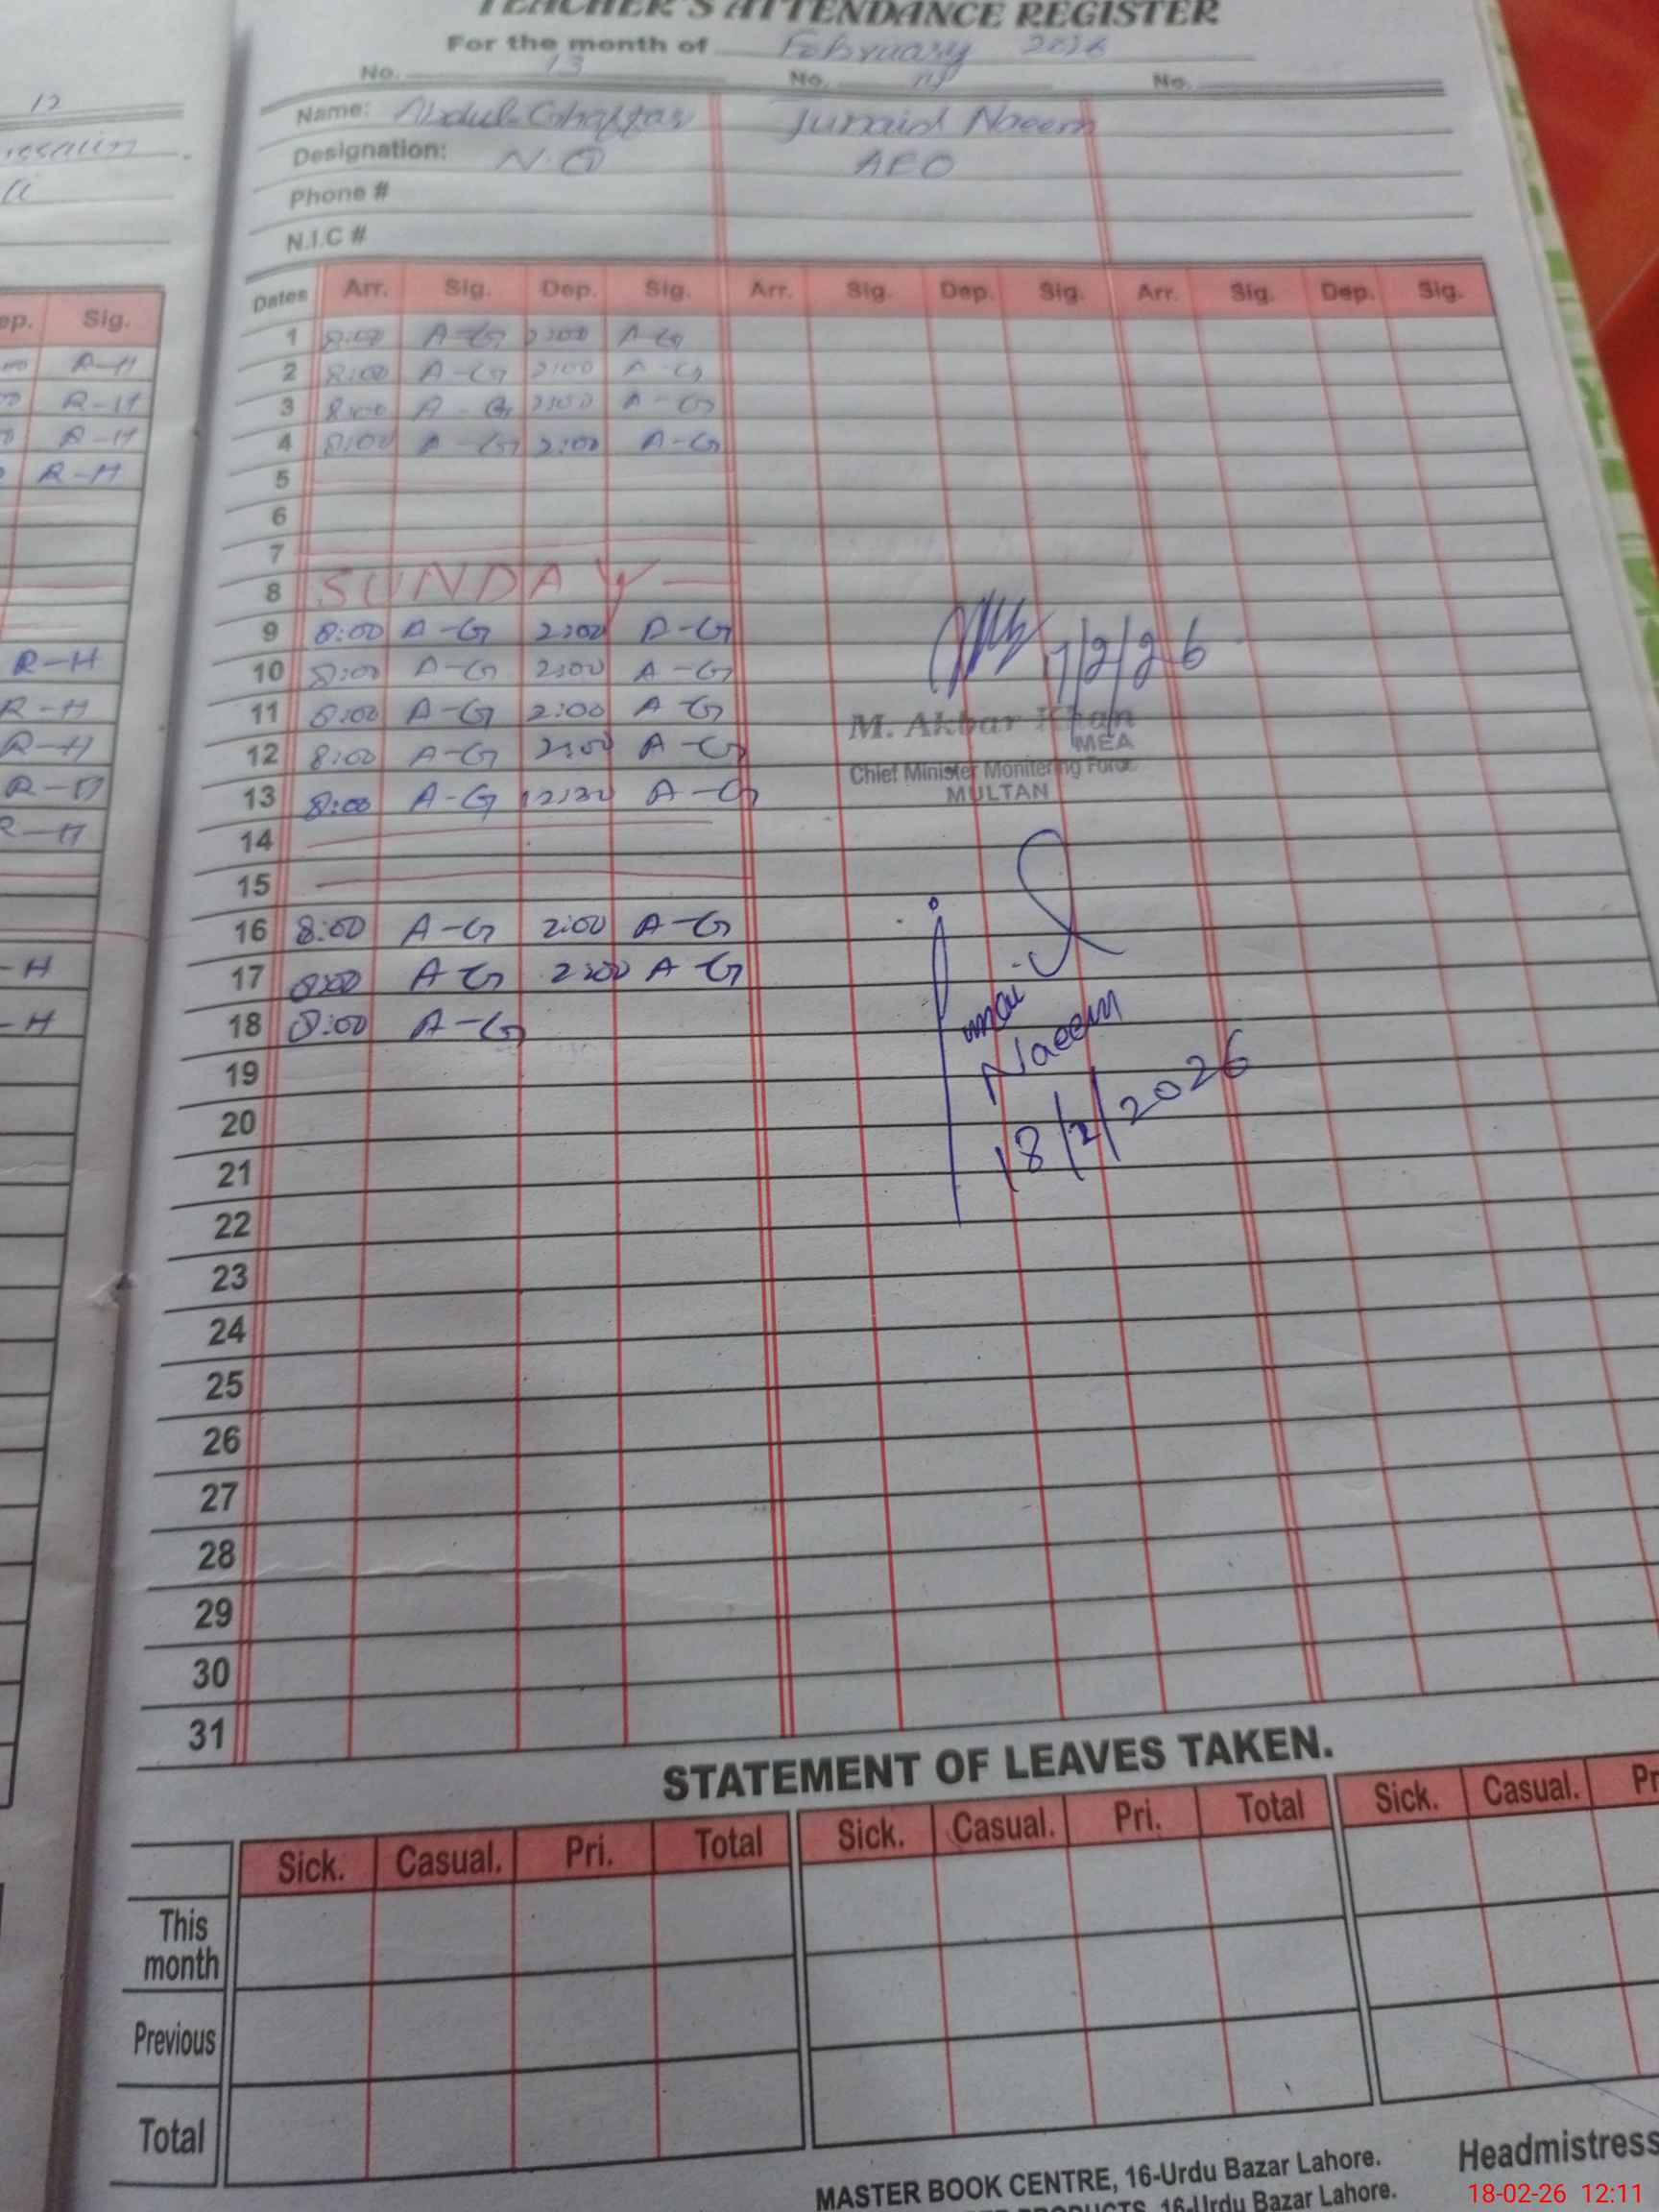 TEACHER'S ATTENDANCE REGISTER
For the month of February 2026
No. 13 No. No.
Name: Abdul Ghaffar Junaid Naeem
Designation: N.Q AEO
Phone #
N.I.C #
Dates Arr. Sig. Dep. Sig. Arr. Sig. Dep. Sig. Arr. Sig. Dep. Sig.
1 8:00 A-G 2:00 A-G
2 8:00 A-G 2:00 A-G
3 8:00 A-G 2:00 A-G
4 8:00 A-G 2:00 A-G
5
6
7
8 SUNDAY
9 8:00 A-G 2:00 A-G
10 8:00 A-G 2:00 A-G
11 8:00 A-G 2:00 A-G
12 8:00 A-G 2:00 A-G
13 8:00 A-G 12:30 A-G
14
15
16 8:00 A-G 2:00 A-G
17 8:00 A-G 2:00 A-G
18 8:00 A-G
19
20
21
22
23
24
25
26
27
28
29
30
31
/2/26
M. Akbar Khan
MEA
Chief Minister Monitering Force
MULTAN
Naeem
18/2/2026
STATEMENT OF LEAVES TAKEN.
Sick. Casual. Pri. Total Sick. Casual. Pri. Total Sick. Casual. Pr
This month
Previous
Total
MASTER BOOK CENTRE, 16-Urdu Bazar Lahore.
PRODUCTS, 16-Urdu Bazar Lahore.
Headmistress
18-02-26 12:11
12
ep. Sig.
R-H
R-H
R-H
R-H
R-H
R-H
R-H
R-H
R-H
-H
-H